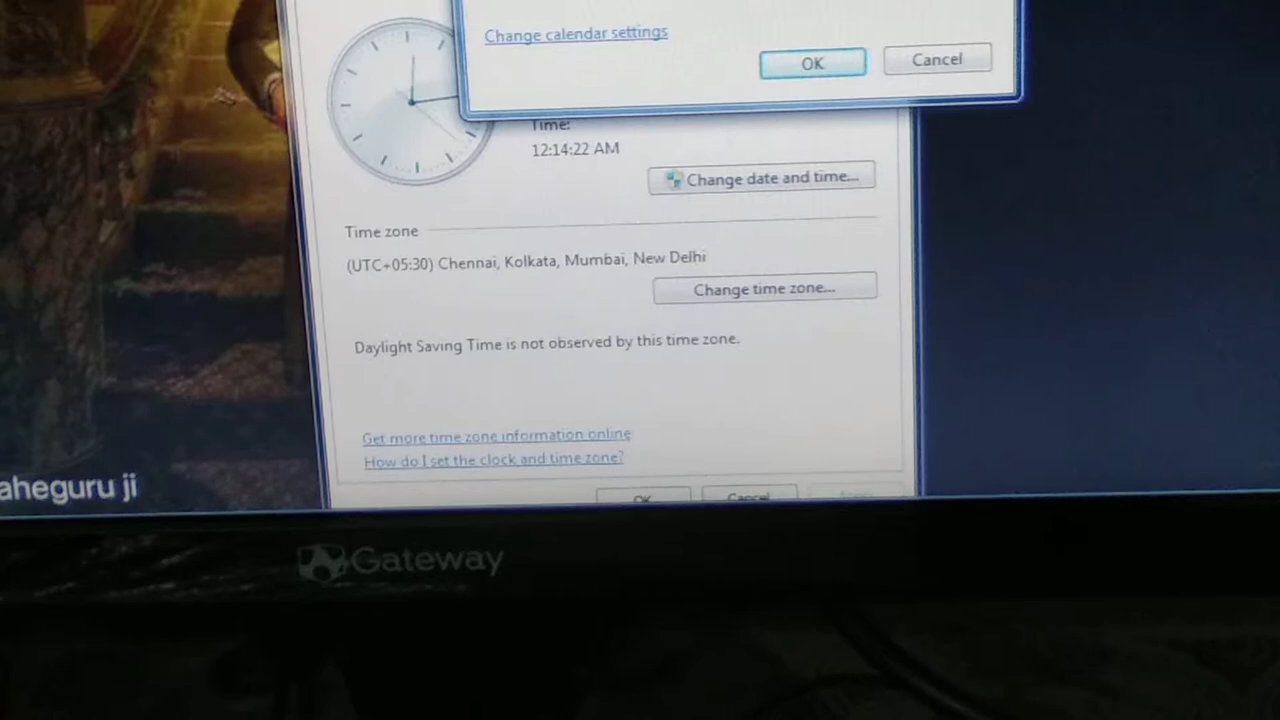 Change calendar settings
OK
Cancel
Time:
12:14:22 AM
Change date and time...
Time zone
(UTC+05:30) Chennai, Kolkata, Mumbai, New Delhi
Change time zone...
Daylight Saving Time is not observed by this time zone.
Get more time zone information online
How do I set the clock and time zone?
OK
Cancel
aheguru ji
Gateway